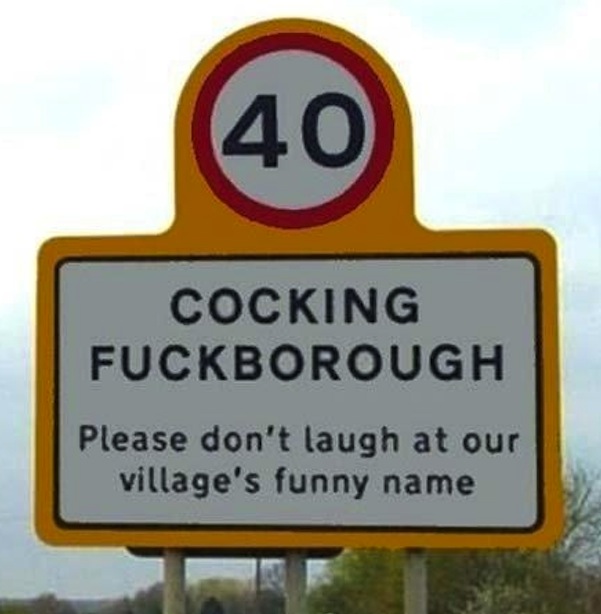 40
COCKING
FUCKBOROUGH
Please don't laugh at our
village's funny name